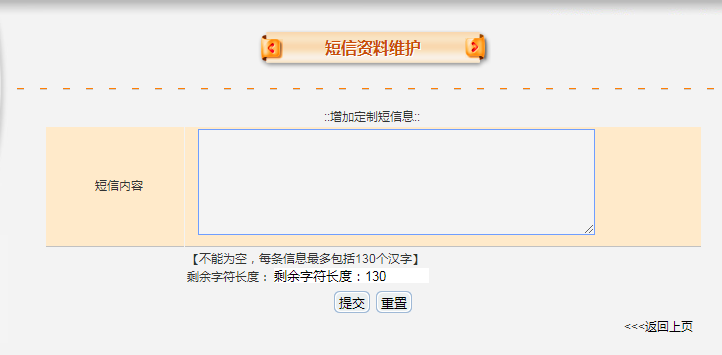 短信资料维护
::增加定制短信息::
短信内容
【不能为空，每条信息最多包括130个汉字】
剩余字符长度： 剩余字符长度：130
提交 重置
<<<返回上页